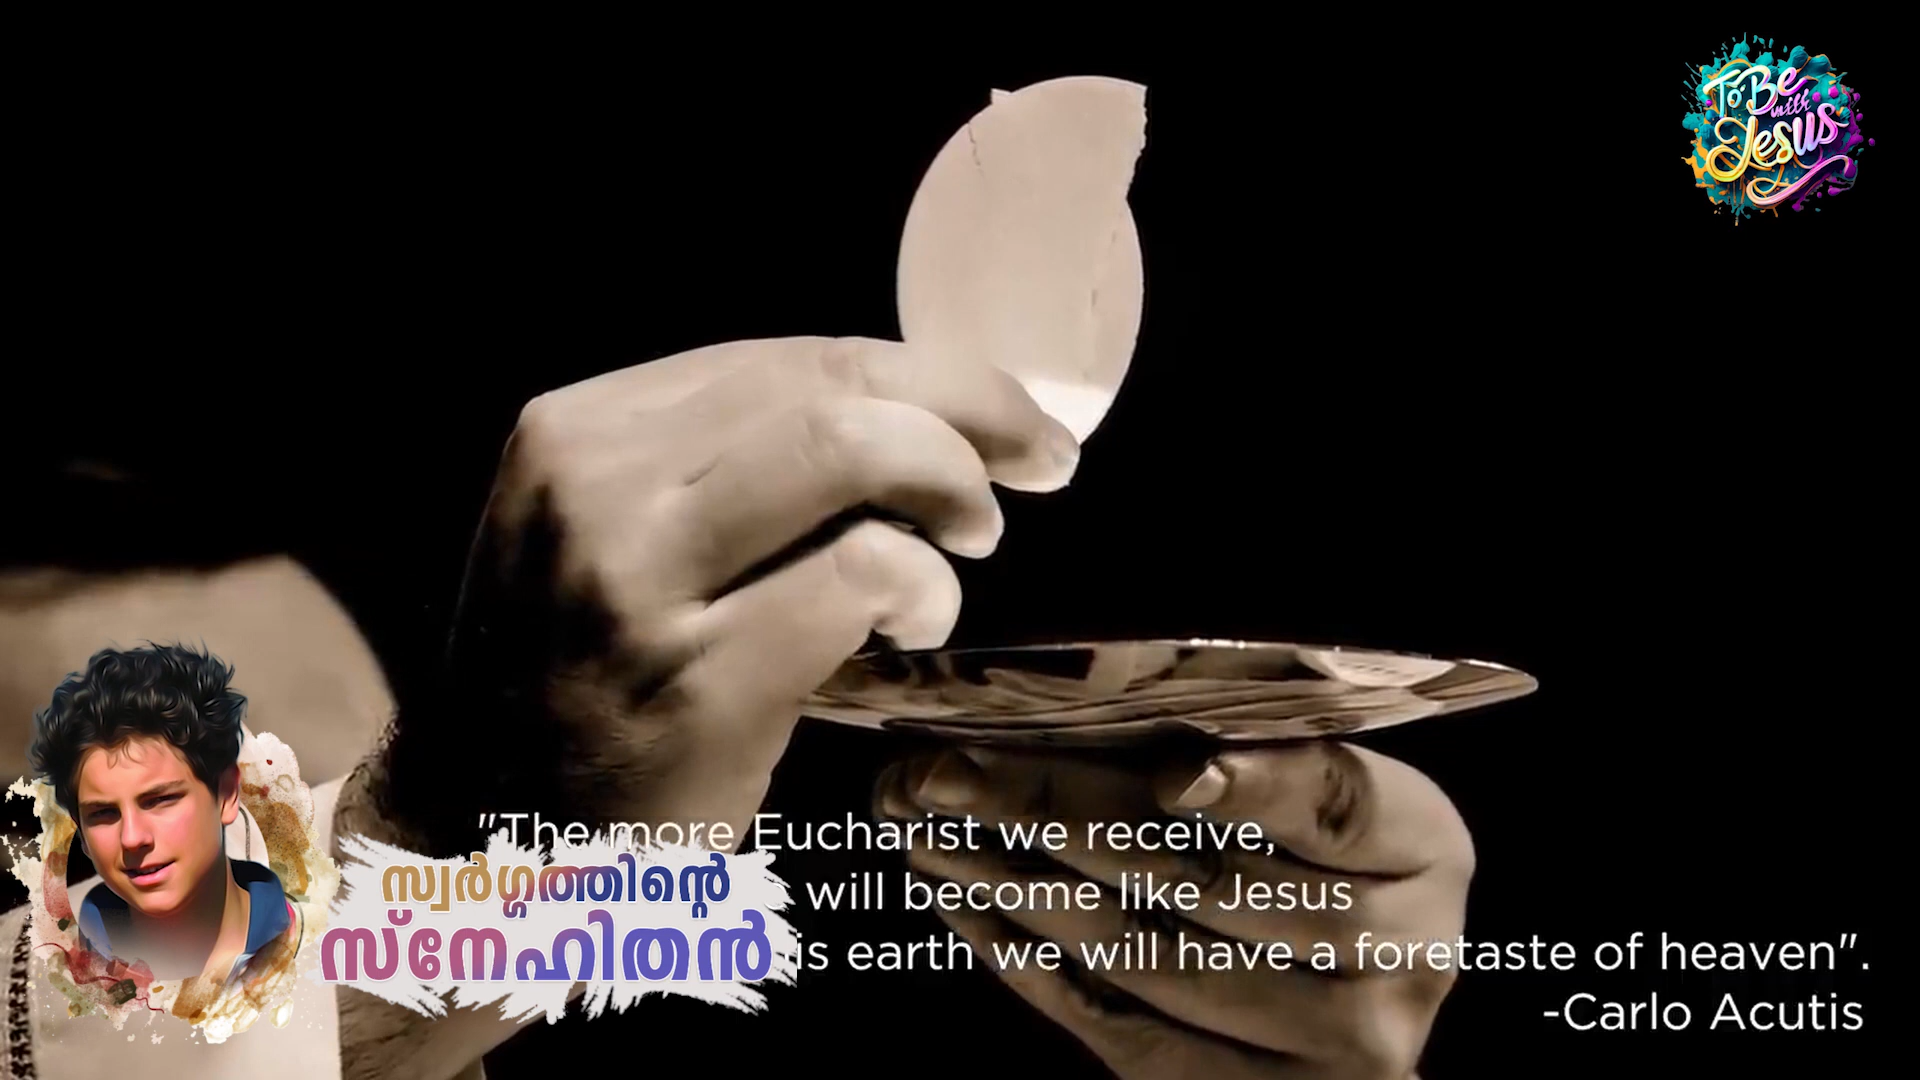 To Be
with
Jesus
"The more Eucharist we receive,
will become like Jesus
is earth we will have a foretaste of heaven".
-Carlo Acutis
സ്വർഗ്ഗത്തിന്റെ
സ്നേഹിതൻ